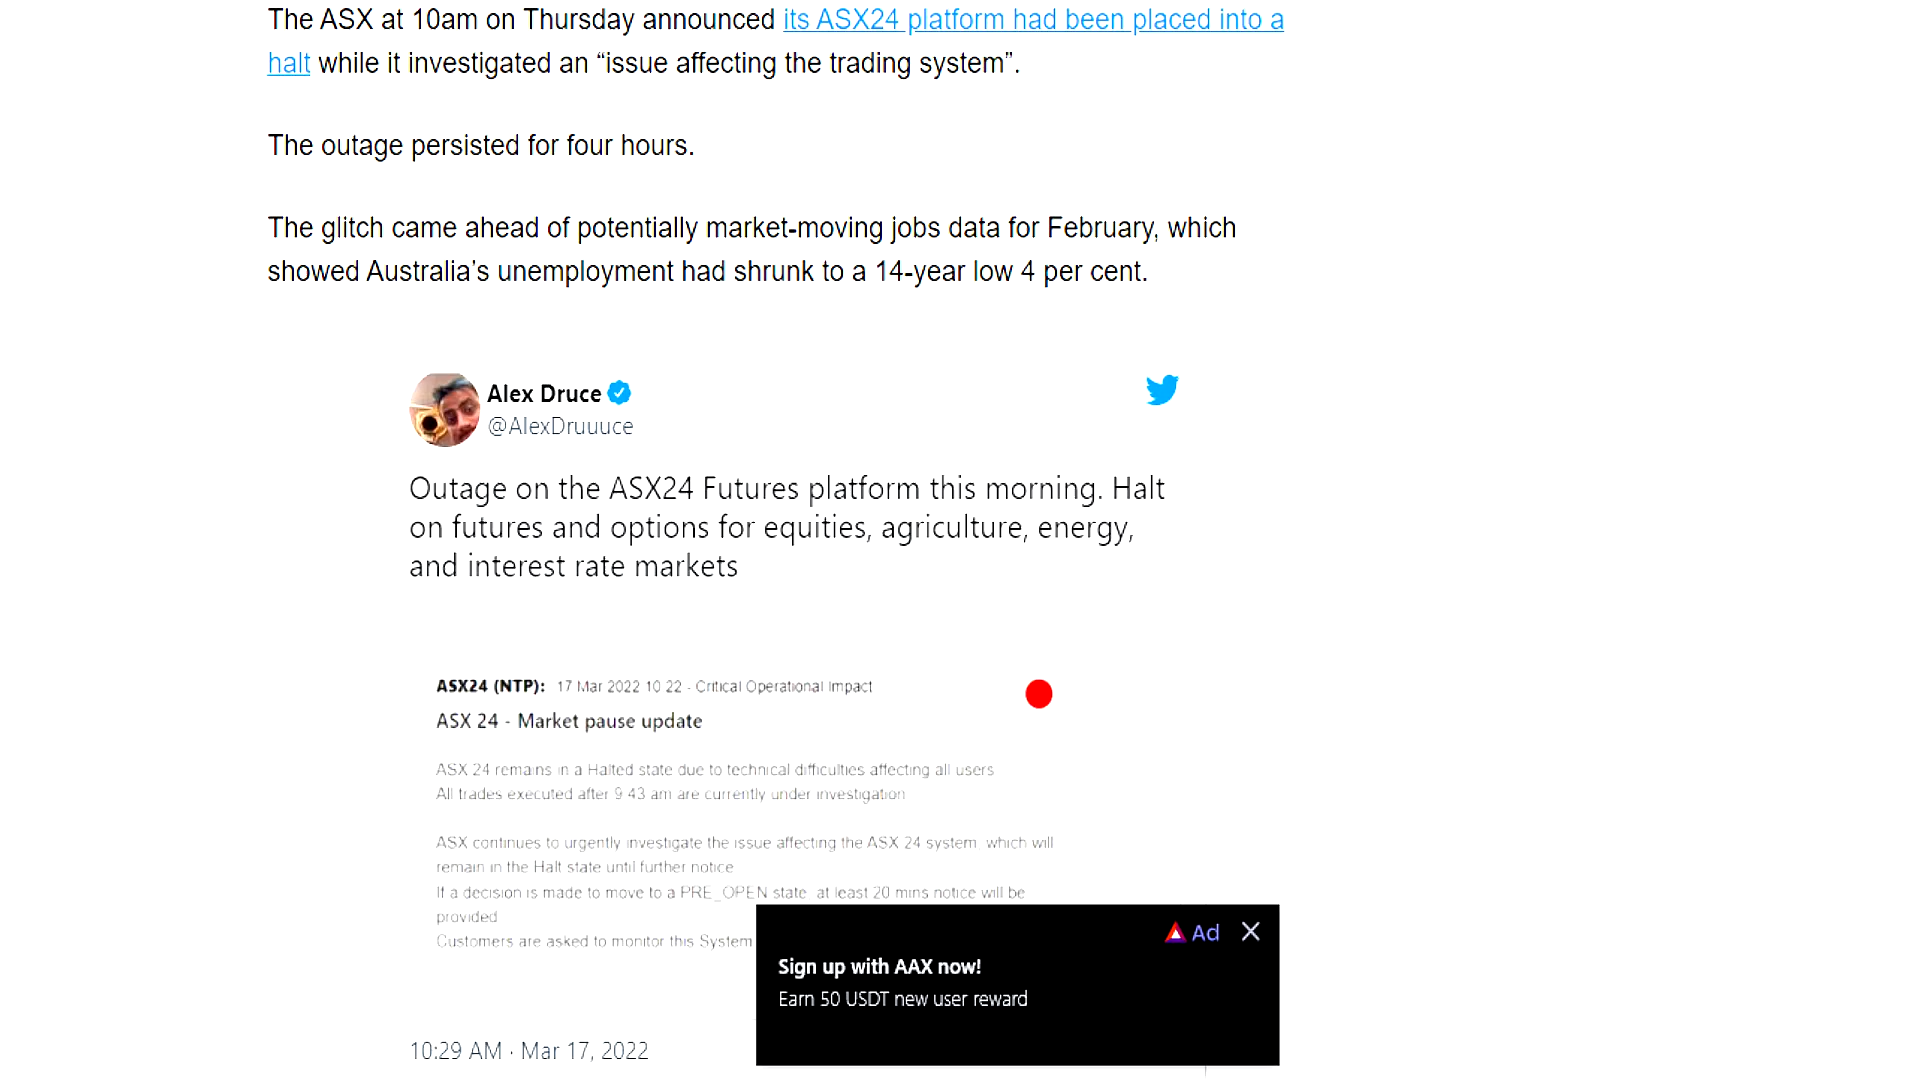 The ASX at 10am on Thursday announced its ASX24 platform had been placed into a
halt while it investigated an “issue affecting the trading system”.
The outage persisted for four hours.
The glitch came ahead of potentially market-moving jobs data for February, which
showed Australia’s unemployment had shrunk to a 14-year low 4 per cent.
Alex Druce
@AlexDruuuce
Outage on the ASX24 Futures platform this morning. Halt
on futures and options for equities, agriculture, energy,
and interest rate markets
ASX24 (NTP): 17 Mar 2022 10 22 - Critical Operational Impact
ASX 24 - Market pause update
ASX 24 remains in a Halted state due to technical difficulties affecting all users
All trades executed after 9 43 am are currently under investigation
ASX continues to urgently investigate the issue affecting the ASX 24 system which will
remain in the Halt state until further notice
If a decision is made to move to a PRE_OPEN state at least 20 mins notice will be
provided
Customers are asked to monitor this System
Ad
Sign up with AAX now!
Earn 50 USDT new user reward
10:29 AM · Mar 17, 2022